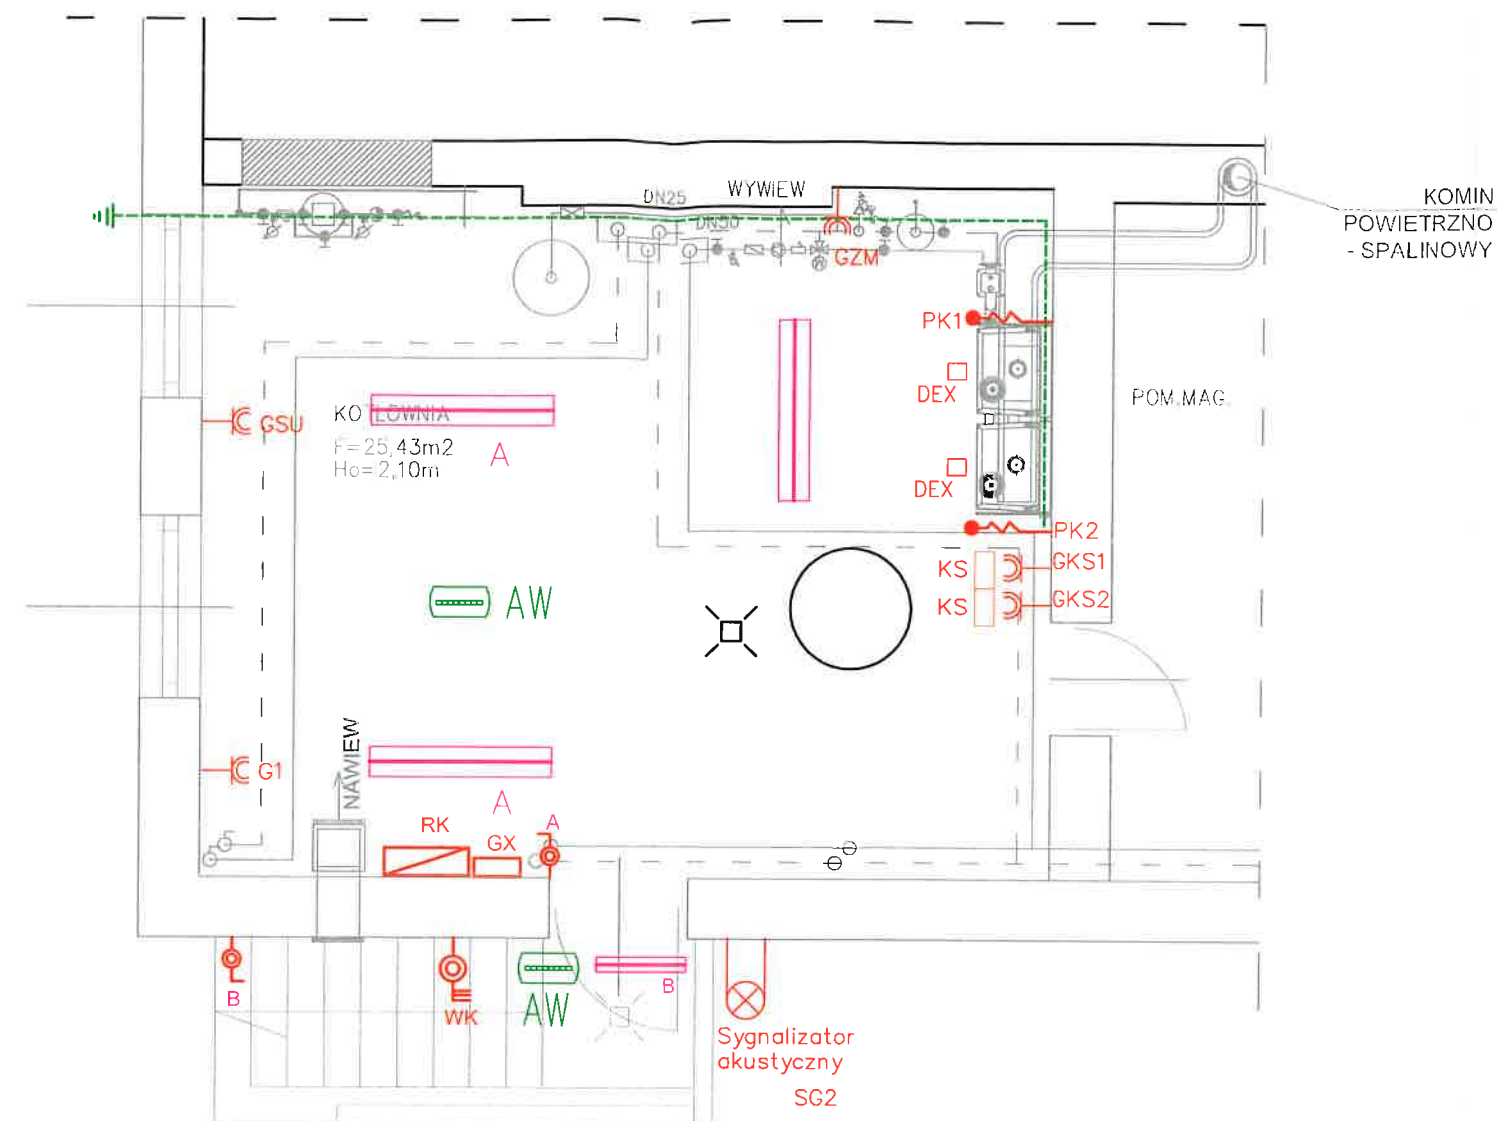 DN25
WYWIEW
DN50
GZM
KOMIN
POWIETRZNO
- SPALINOWY
PK1
DEX
POM.MAG.
GSU
KOTŁOWNIA
F=25,43m2
Ho=2,10m
A
DEX
PK2
KS
GKS1
KS
GKS2
AW
NAWIEW
G1
A
RK
GX
A
B
WK
AW
B
Sygnalizator
akustyczny
SG2